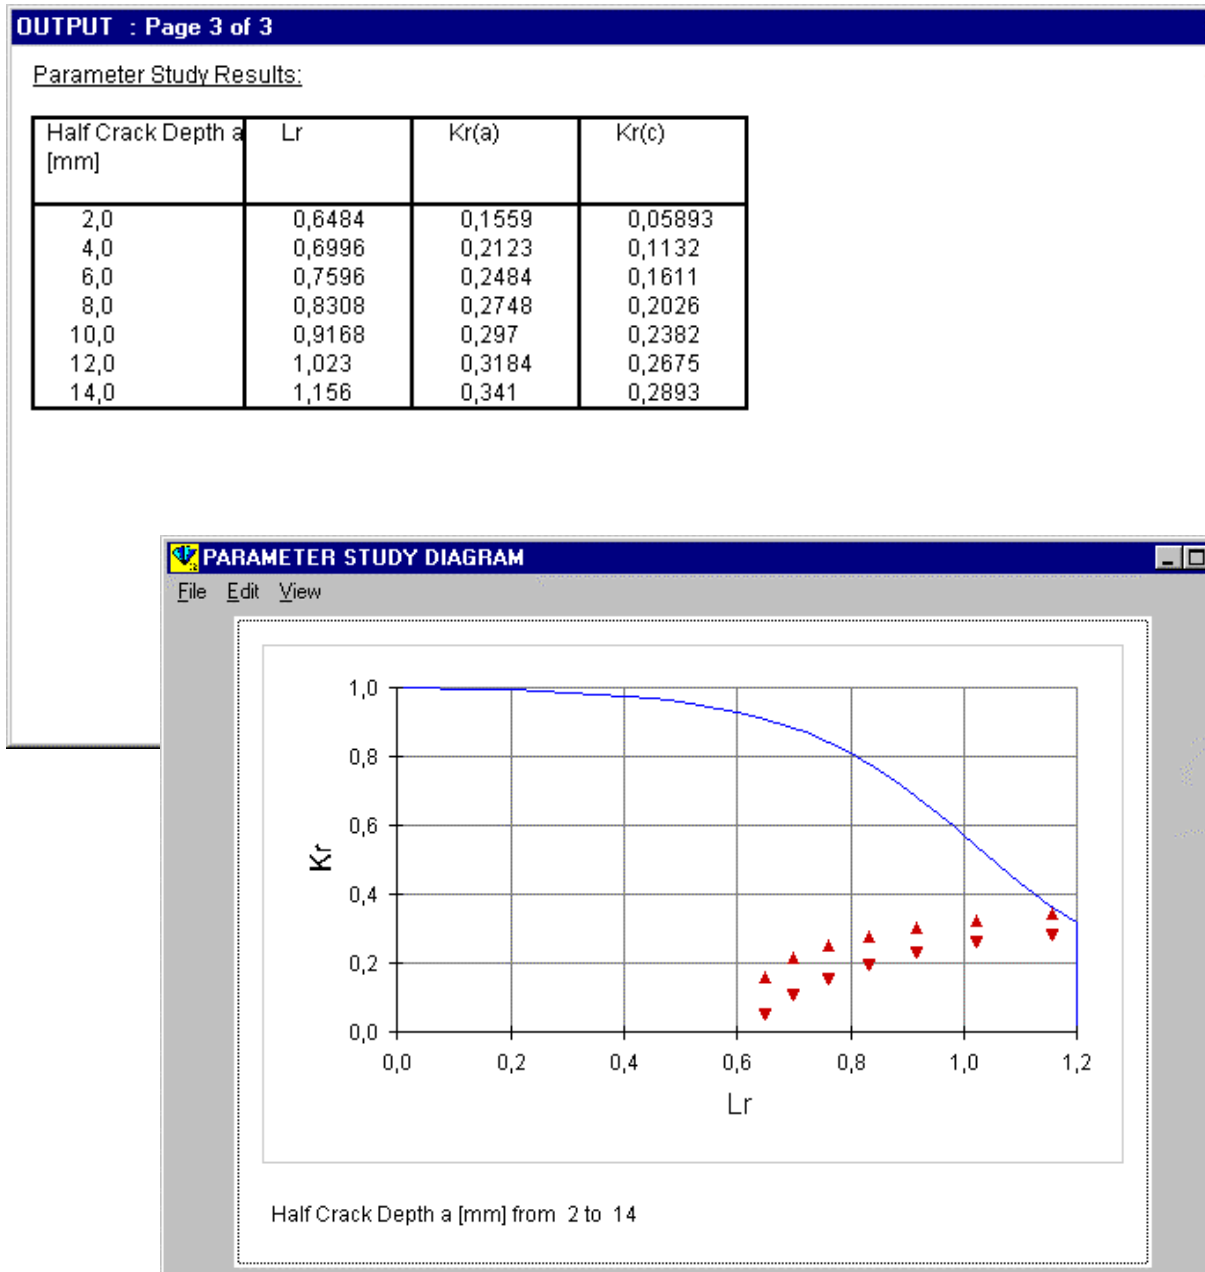 OUTPUT : Page 3 of 3
Parameter Study Results:
Half Crack Depth a Lr Kr(a) Kr(c)
[mm]
2,0 0,6484 0,1559 0,05893
4,0 0,6996 0,2123 0,1132
6,0 0,7596 0,2484 0,1611
8,0 0,8308 0,2748 0,2026
10,0 0,9168 0,297 0,2382
12,0 1,023 0,3184 0,2675
14,0 1,156 0,341 0,2893
PARAMETER STUDY DIAGRAM
File Edit View
1,0
0,8
0,6
Kr
0,4
0,2
0,0
0,0 0,2 0,4 0,6 0,8 1,0 1,2
Lr
Half Crack Depth a [mm] from 2 to 14